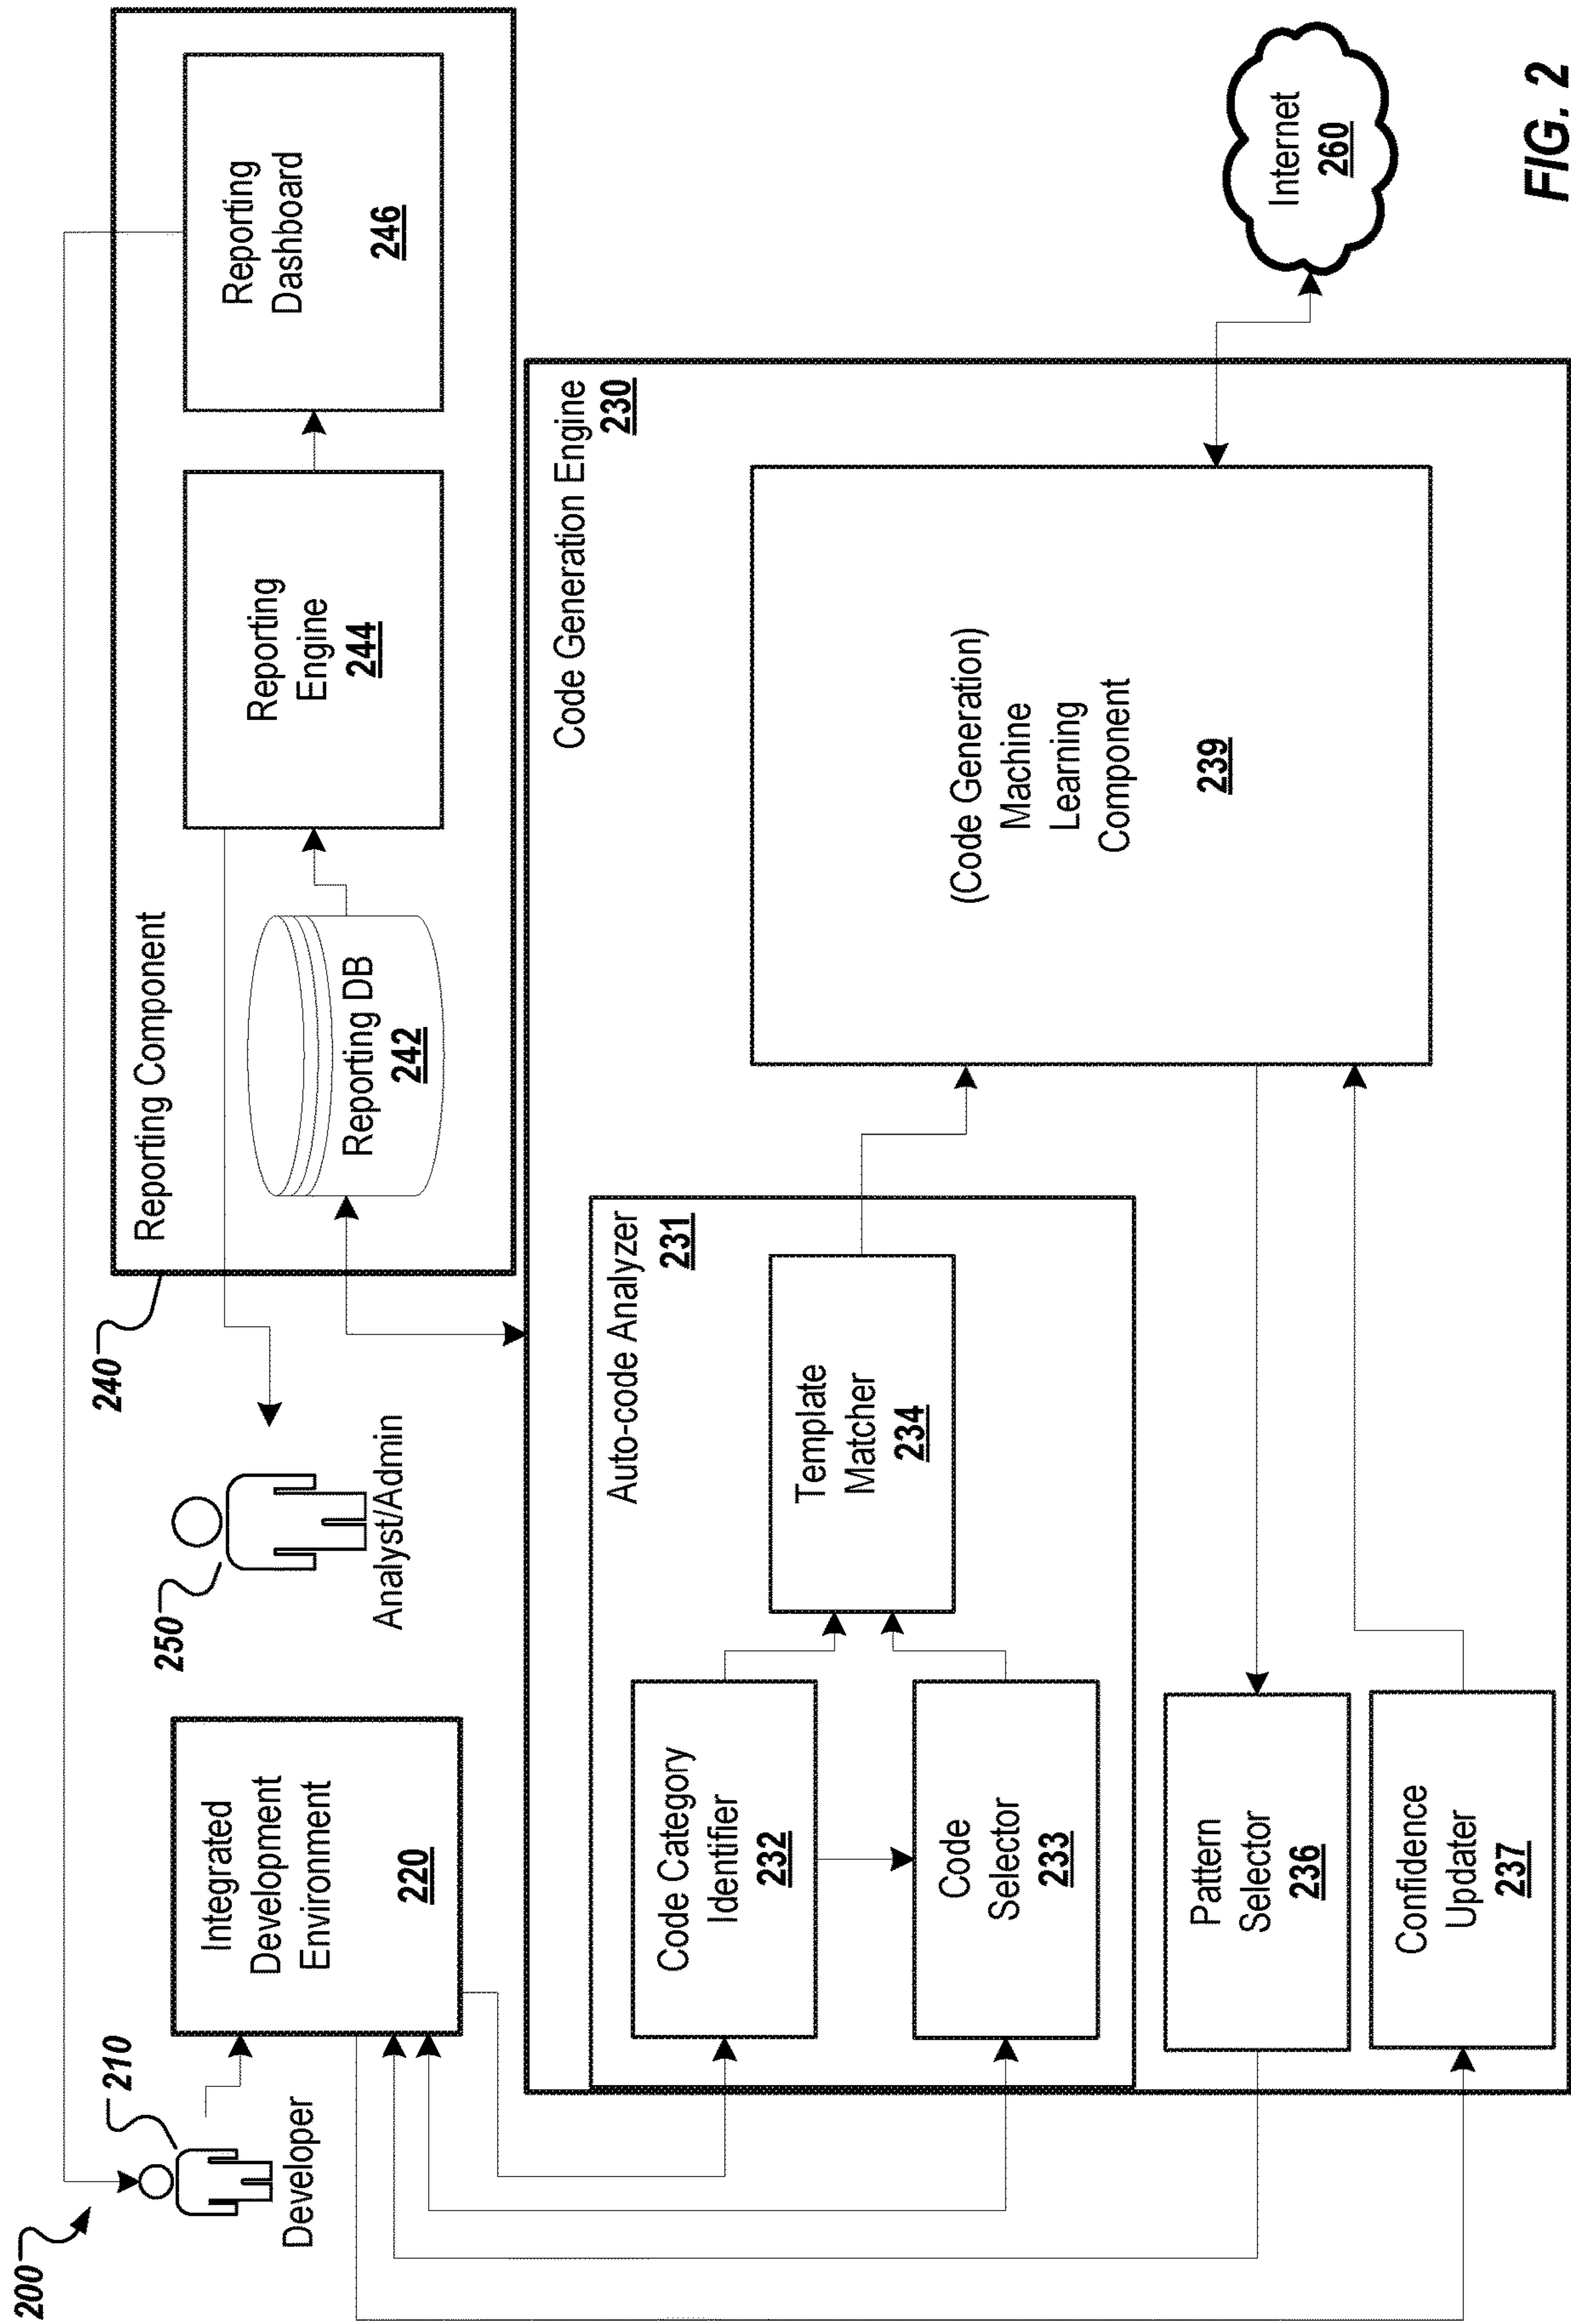 200
210
Developer
Integrated
Development
Environment
220
250
Analyst/Admin
240
Reporting Component
Reporting DB
242
Reporting
Engine
244
Reporting
Dashboard
246
Code Generation Engine
230
Auto-code Analyzer
231
Code Category
Identifier
232
Code
Selector
233
Template
Matcher
234
Pattern
Selector
236
Confidence
Updater
237
(Code Generation)
Machine
Learning
Component
239
Internet
260
FIG. 2